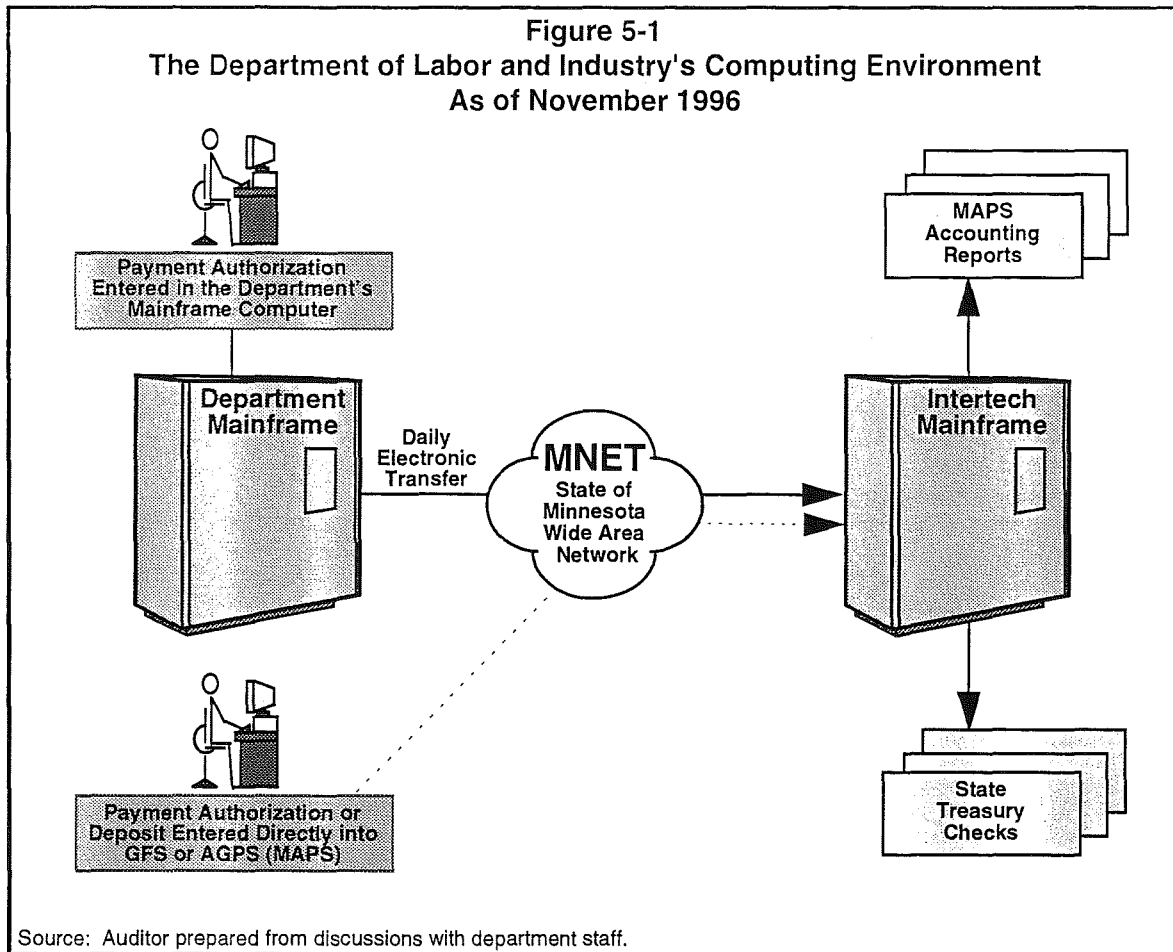 Figure 5-1
The Department of Labor and Industry's Computing Environment
As of November 1996
Payment Authorization
Entered in the Department's
Mainframe Computer
MAPS
Accounting
Reports
Department
Mainframe
Daily
Electronic
Transfer
MNET
State of
Minnesota
Wide Area
Network
Intertech
Mainframe
Payment Authorization or
Deposit Entered Directly into
GFS or AGPS (MAPS)
State
Treasury
Checks
Source: Auditor prepared from discussions with department staff.